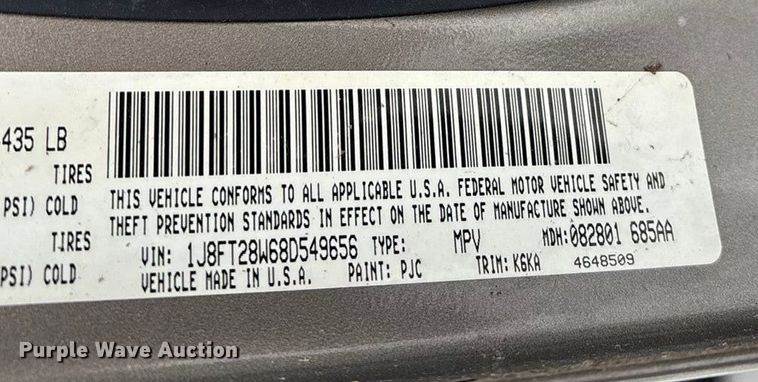 435 LB
TIRES
PSI) COLD
TIRES
PSI) COLD
THIS VEHICLE CONFORMS TO ALL APPLICABLE U.S.A. FEDERAL MOTOR VEHICLE SAFETY AND
THEFT PREVENTION STANDARDS IN EFFECT ON THE DATE OF MANUFACTURE SHOWN ABOVE.
VIN: 1J8FT28W68D549656 TYPE: MPV MDH:082801 685AA
VEHICLE MADE IN U.S.A. PAINT: PJC TRIM: K6KA 4648509
Purple Wave Auction